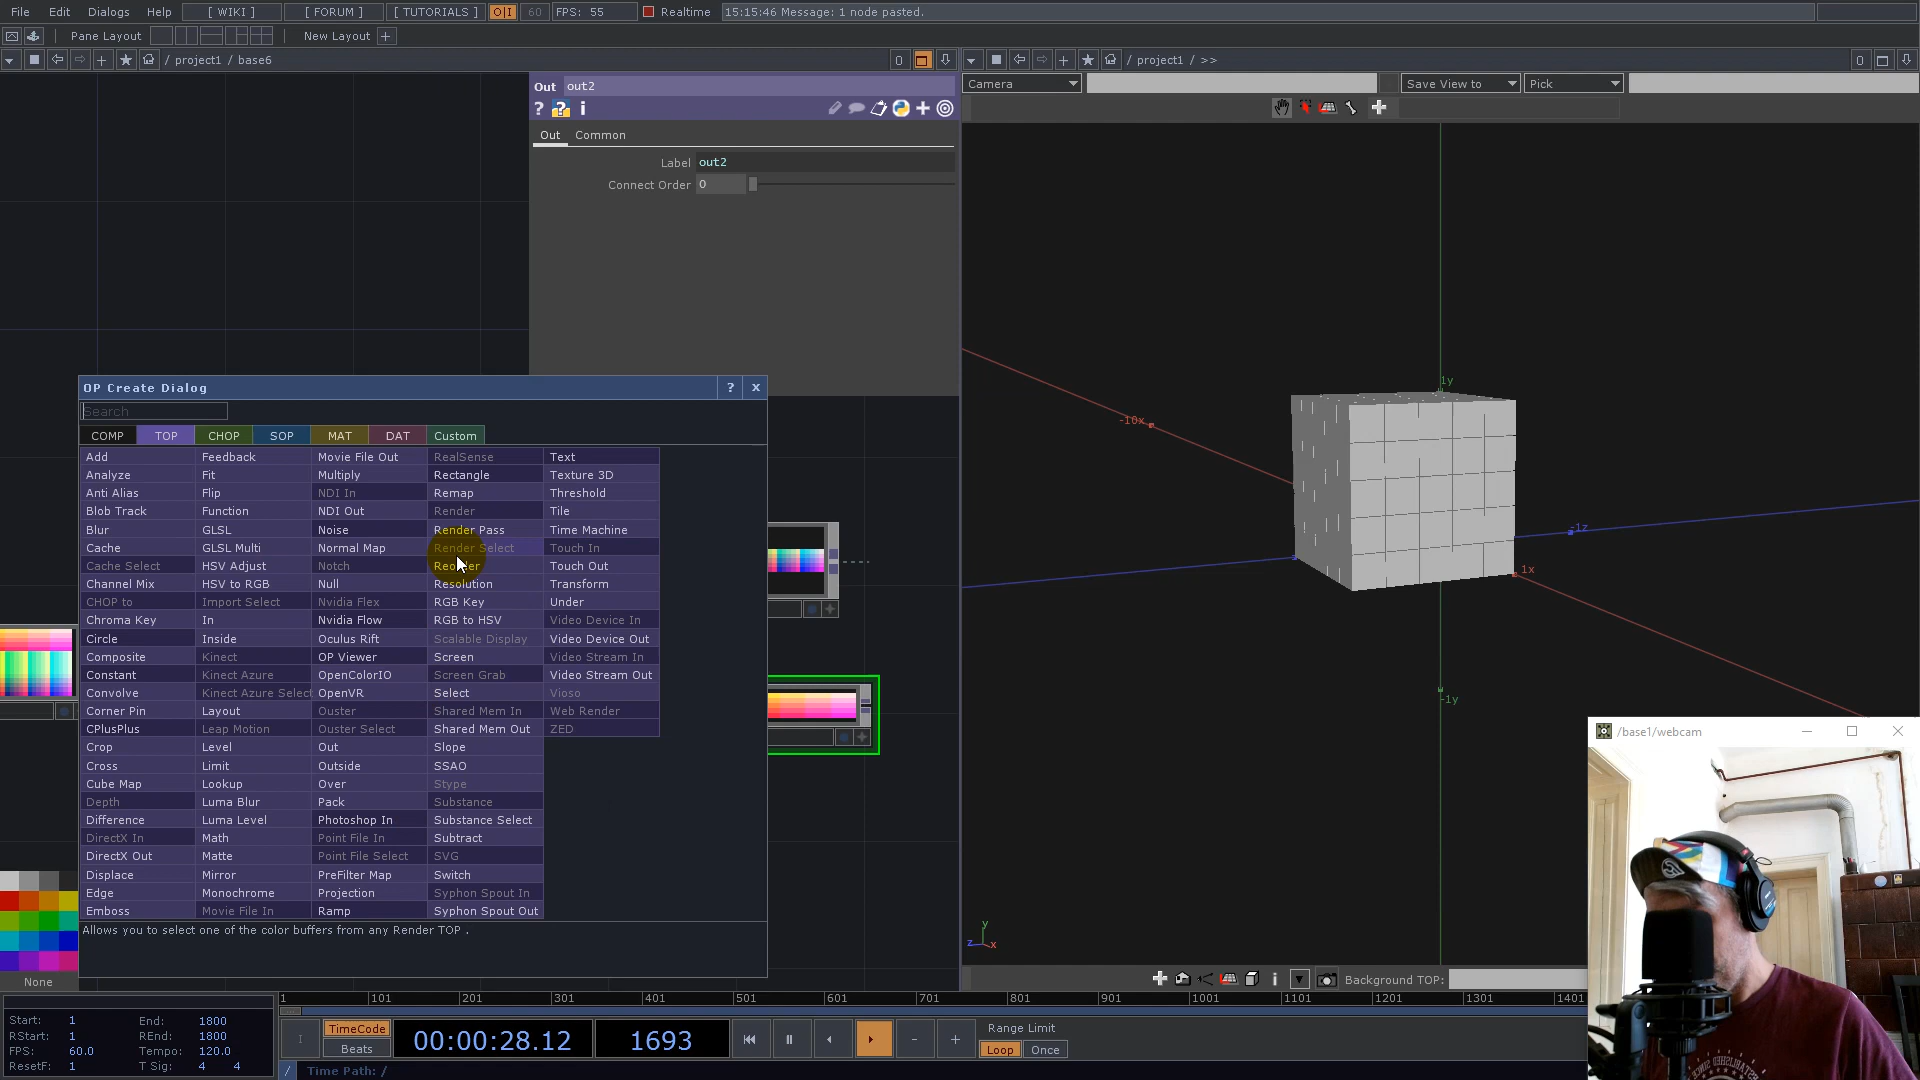 File Edit Dialogs Help [ WIKI ] [ FORUM ] [ TUTORIALS ] O|I 60 FPS: 55 Realtime 15:15:46 Message: 1 node pasted.
Pane Layout New Layout +
/ project1 / base6 0
/ project1 / >> 0
Out out2
Camera Save View to Pick
? ? i
Out Common
Label out2
Connect Order 0
OP Create Dialog ? x
Search
COMP TOP CHOP SOP MAT DAT Custom
Add Feedback Movie File Out RealSense Text
Analyze Fit Multiply Rectangle Texture 3D
Anti Alias Flip NDI In Remap Threshold
Blob Track Function NDI Out Render Tile
Blur GLSL Noise Render Pass Time Machine
Cache GLSL Multi Normal Map Render Select Touch In
Cache Select HSV Adjust Notch Reorder Touch Out
Channel Mix HSV to RGB Null Resolution Transform
CHOP to Import Select Nvidia Flex RGB Key Under
Chroma Key In Nvidia Flow RGB to HSV Video Device In
Circle Inside Oculus Rift Scalable Display Video Device Out
Composite Kinect OP Viewer Screen Video Stream In
Constant Kinect Azure OpenColorIO Screen Grab Video Stream Out
Convolve Kinect Azure Select OpenVR Select Vioso
Corner Pin Layout Ouster Shared Mem In Web Render
CPlusPlus Leap Motion Ouster Select Shared Mem Out ZED
Crop Level Out Slope
Cross Limit Outside SSAO
Cube Map Lookup Over Stype
Depth Luma Blur Pack Substance
Difference Luma Level Photoshop In Substance Select
DirectX In Math Point File In Subtract
DirectX Out Matte Point File Select SVG
Displace Mirror PreFilter Map Switch
Edge Monochrome Projection Syphon Spout In
Emboss Movie File In Ramp Syphon Spout Out
Allows you to select one of the color buffers from any Render TOP .
1y
-10x
-1z
1x
-1y
y
z x
/base1/webcam
None
i Background TOP:
1 101 201 301 401 501 601 701 801 901 1001 1101 1201 1301 1401
Start: 1 End: 1800
RStart: 1 REnd: 1800
FPS: 60.0 Tempo: 120.0
ResetF: 1 T Sig: 4 4
TimeCode
Beats
00:00:28.12 1693
- +
Range Limit
Loop Once
/ Time Path: /